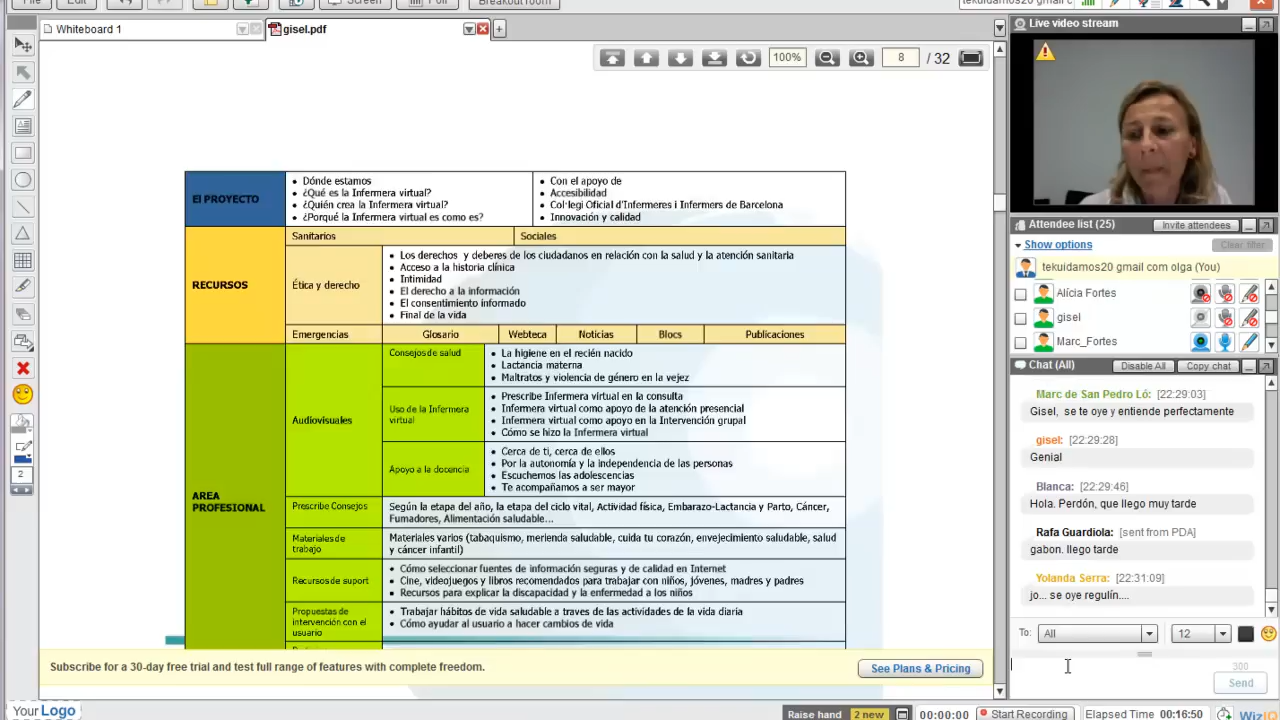 File
Edit
Screen
Poll
Breakout room
tekuidamos20 gmail c
Whiteboard 1
gisel.pdf
100%
8
/ 32
El PROYECTO
• Dónde estamos
• ¿Qué es la Infermera virtual?
• ¿Quién crea la Infermera virtual?
• ¿Porqué la Infermera virtual es como es?
• Con el apoyo de
• Accesibilidad
• Col·legi Oficial d'Infermeres i Infermers de Barcelona
• Innovación y calidad
RECURSOS
Sanitarios
Sociales
Ética y derecho
• Los derechos y deberes de los ciudadanos en relación con la salud y la atención sanitaria
• Acceso a la historia clínica
• Intimidad
• El derecho a la información
• El consentimiento informado
• Final de la vida
Emergencias
Glosario
Webteca
Noticias
Blocs
Publicaciones
AREA
PROFESIONAL
Audiovisuales
Consejos de salud
• La higiene en el recién nacido
• Lactancia materna
• Maltratos y violencia de género en la vejez
Uso de la Infermera
virtual
• Prescribe Infermera virtual en la consulta
• Infermera virtual como apoyo de la atención presencial
• Infermera virtual como apoyo en la Intervención grupal
• Cómo se hizo la Infermera virtual
Apoyo a la docencia
• Cerca de ti, cerca de ellos
• Por la autonomía y la independencia de las personas
• Escuchemos las adolescencias
• Te acompañamos a ser mayor
Prescribe Consejos
Según la etapa del año, la etapa del ciclo vital, Actividad física, Embarazo-Lactancia y Parto, Cáncer,
Fumadores, Alimentación saludable...
Materiales de
trabajo
Materiales varios (tabaquismo, merienda saludable, cuida tu corazón, envejecimiento saludable, salud
y cáncer infantil)
Recursos de suport
• Cómo seleccionar fuentes de información seguras y de calidad en Internet
• Cine, videojuegos y libros recomendados para trabajar con niños, jóvenes, madres y padres
• Recursos para explicar la discapacidad y la enfermedad a los niños
Propuestas de
intervención con el
usuario
• Trabajar hábitos de vida saludable a traves de las actividades de la vida diaria
• Cómo ayudar al usuario a hacer cambios de vida
2
Subscribe for a 30-day free trial and test full range of features with complete freedom.
See Plans & Pricing
Live video stream
Attendee list (25)
Invite attendees
Show options
Clear filter
tekuidamos20 gmail com olga (You)
Alícia Fortes
gisel
Marc_Fortes
Chat (All)
Disable All
Copy chat
Marc de San Pedro Ló: [22:29:03]
Gisel, se te oye y entiende perfectamente
gisel: [22:29:28]
Genial
Blanca: [22:29:46]
Hola. Perdón, que llego muy tarde
Rafa Guardiola: [sent from PDA]
gabon. llego tarde
Yolanda Serra: [22:31:09]
jo... se oye regulín....
To:
All
12
300
Send
Your Logo
Raise hand
2 new
00:00:00
Start Recording
Elapsed Time 00:16:50
WizIQ